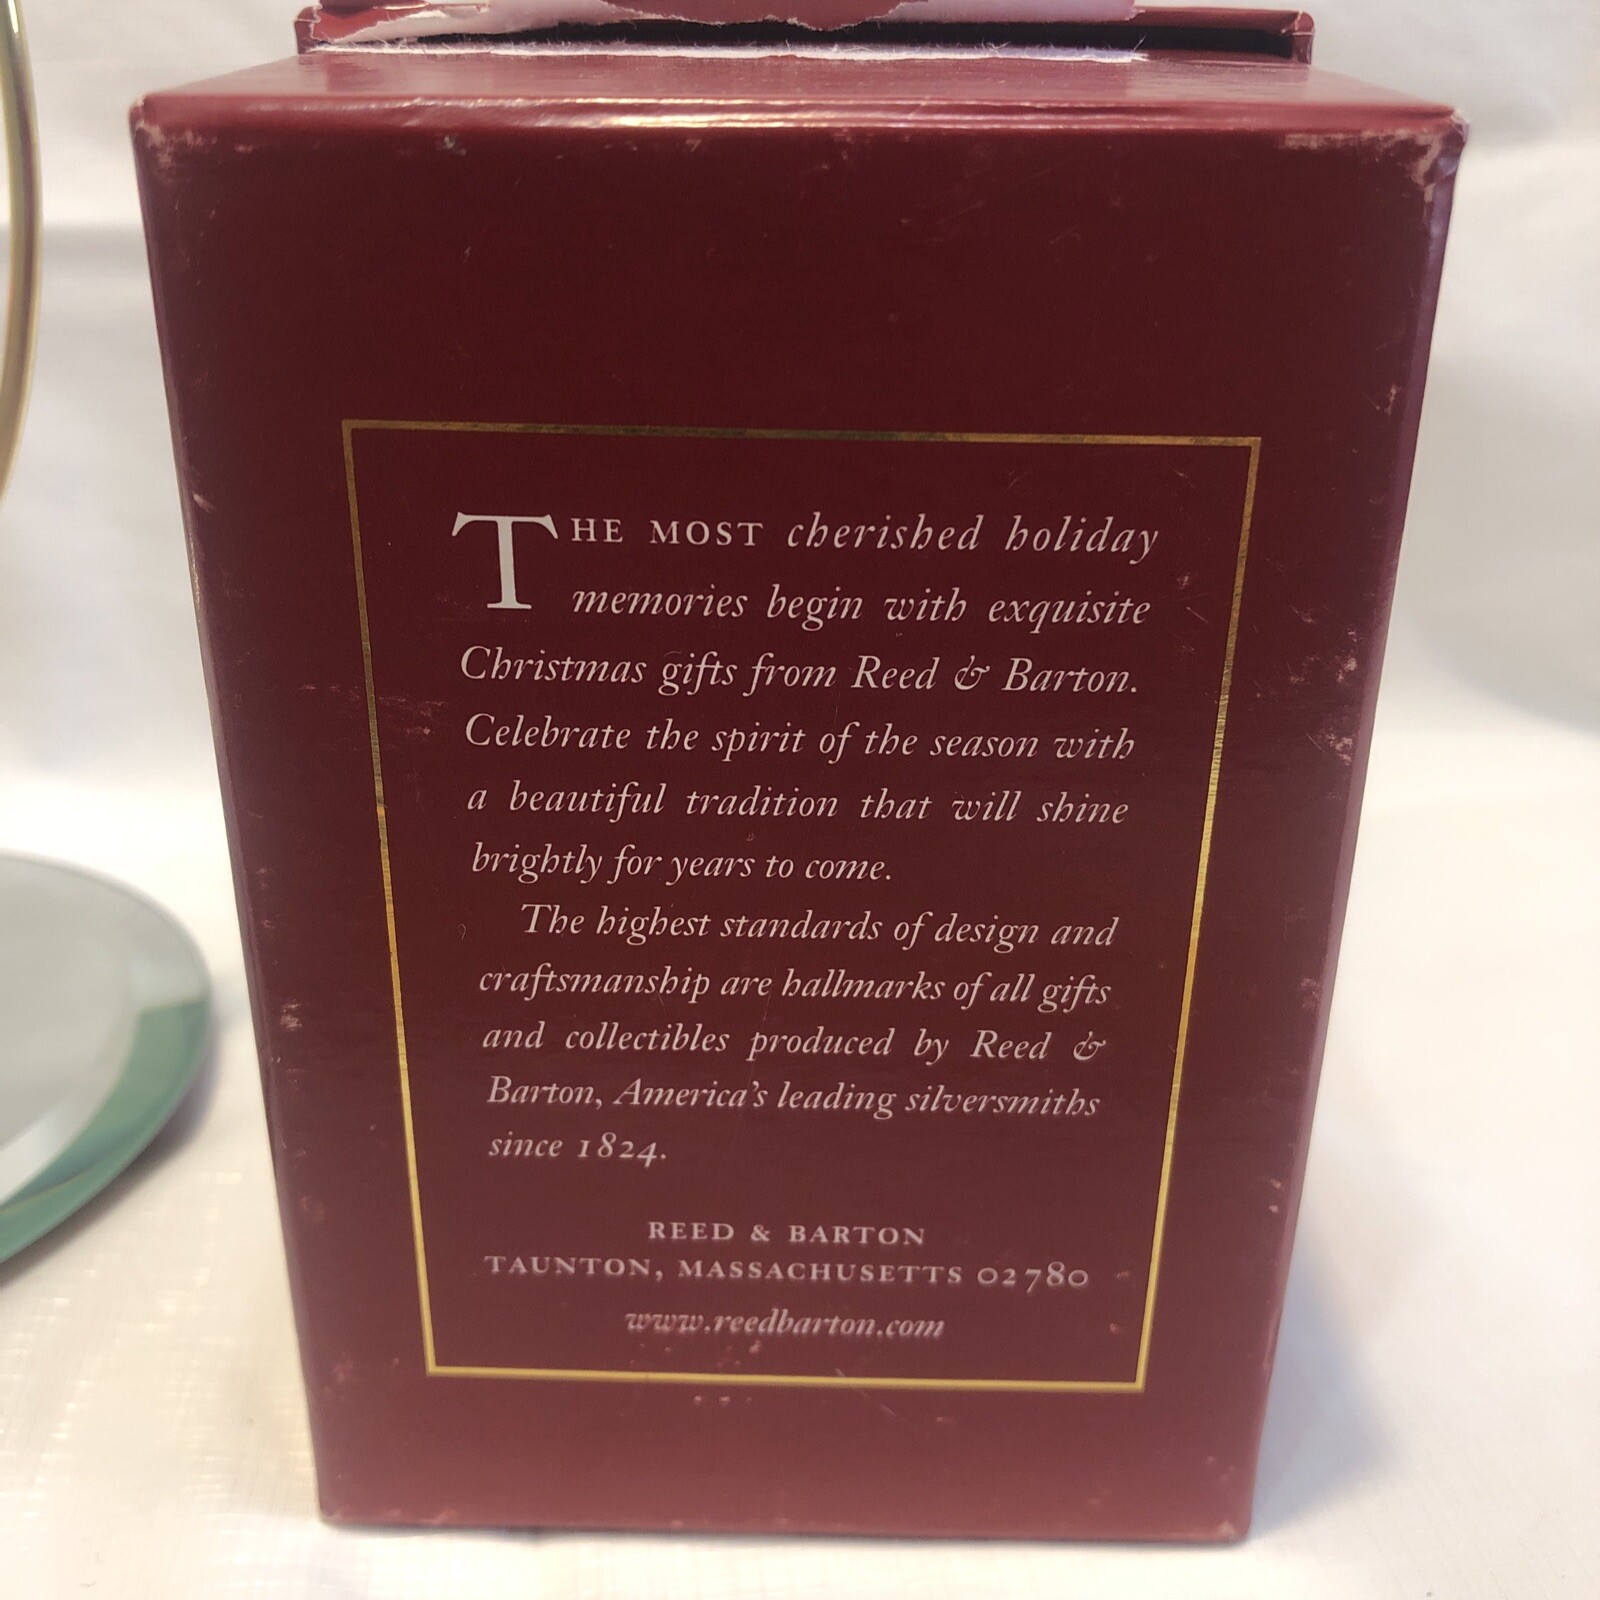 THE MOST cherished holiday
memories begin with exquisite
Christmas gifts from Reed & Barton.
Celebrate the spirit of the season with
a beautiful tradition that will shine
brightly for years to come.
The highest standards of design and
craftsmanship are hallmarks of all gifts
and collectibles produced by Reed &
Barton, America's leading silversmiths
since 1824.
REED & BARTON
TAUNTON, MASSACHUSETTS 02780
www.reedbarton.com